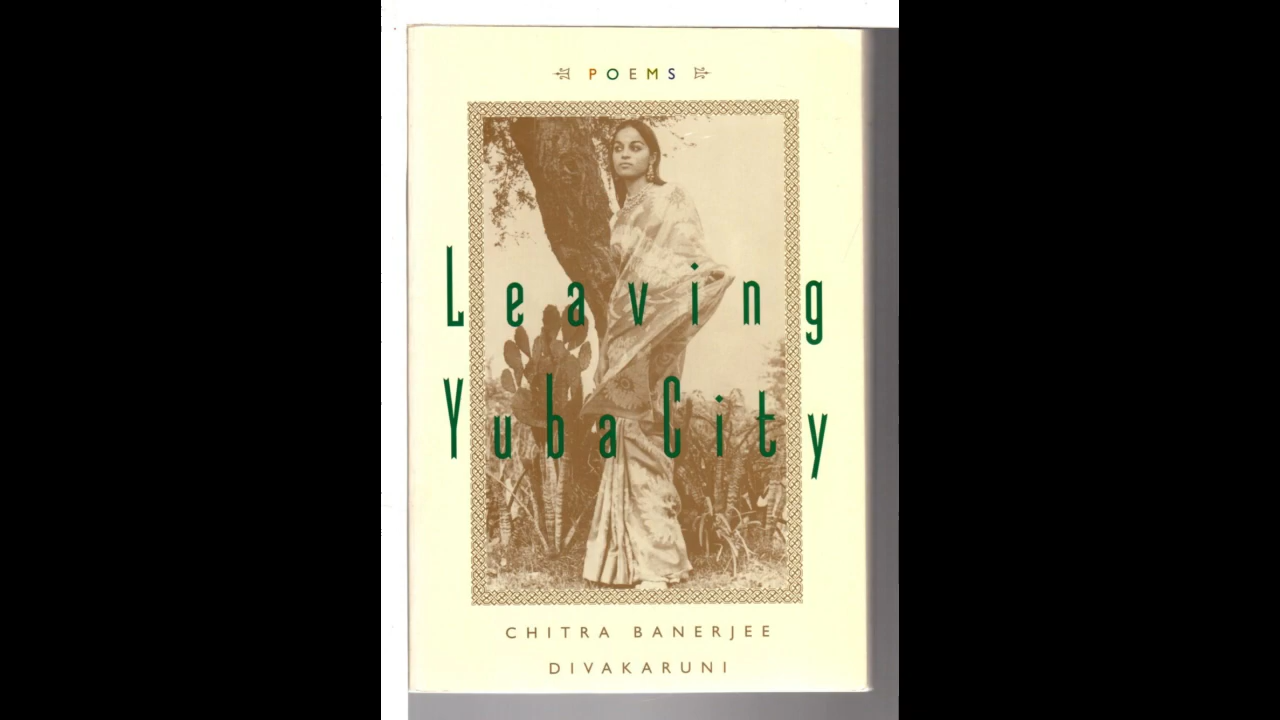 POEMS
Leaving
Yuba City
CHITRA BANERJEE
DIVAKARUNI